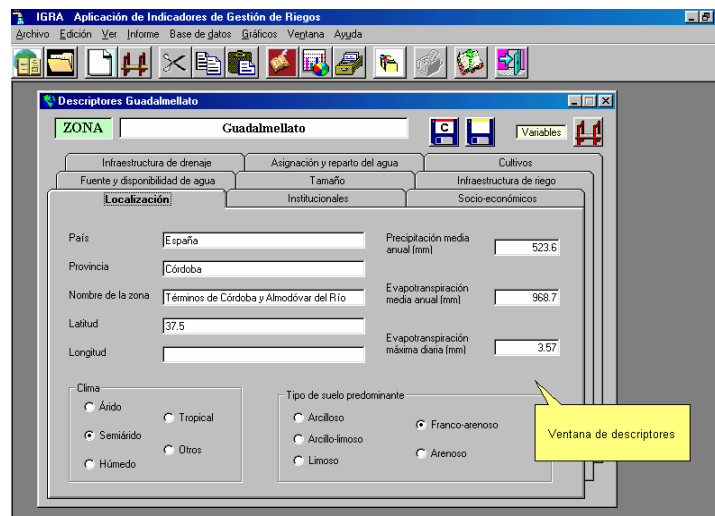 IGRA Aplicación de Indicadores de Gestión de Riegos
Archivo Edición Ver Informe Base de datos Gráficos Ventana Ayuda
Descriptores Guadalmellato
ZONA Guadalmellato C Variables
Infraestructura de drenaje Asignación y reparto del agua Cultivos
Fuente y disponibilidad de agua Tamaño Infraestructura de riego
Localización Institucionales Socio-económicos
País España
Provincia Córdoba
Nombre de la zona Términos de Córdoba y Almodóvar del Río
Latitud 37.5
Longitud
Precipitación media
anual (mm) 523.6
Evapotranspiración
media anual (mm) 968.7
Evapotranspiración
máxima diaria (mm) 3.57
Clima
Árido
Semiárido
Húmedo
Tropical
Otros
Tipo de suelo predominante
Arcilloso
Arcillo-limoso
Limoso
Franco-arenoso
Arenoso
Ventana de descriptores